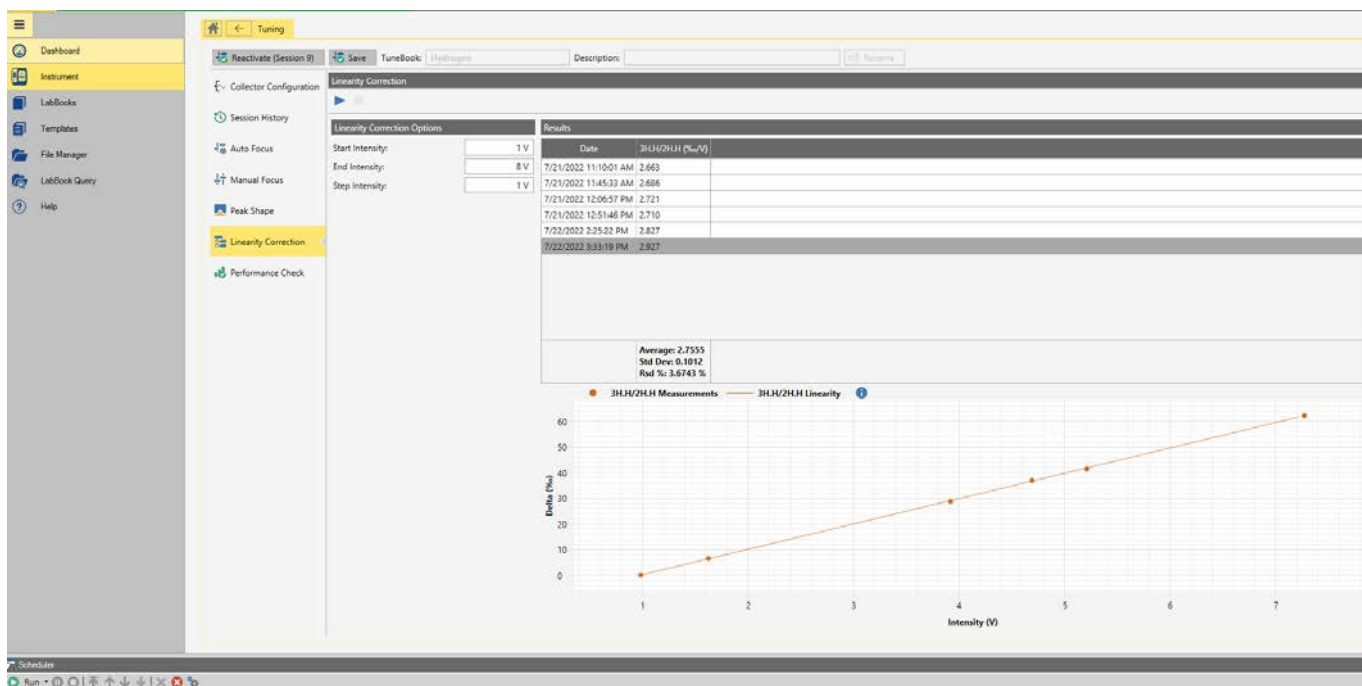 Tuning
Dashboard
Instrument
LabBooks
Templates
File Manager
LabBook Query
Help
Reactivate (Session 9)
Save
TuneBook:
Hydrogen
Description:
Rename
Collector Configuration
Session History
Auto Focus
Manual Focus
Peak Shape
Linearity Correction
Performance Check
Linearity Correction
Linearity Correction Options
Start Intensity: 1 V
End Intensity: 8 V
Step Intensity: 1 V
Results
Date 3H.H/2H.H (‰/V)
7/21/2022 11:10:01 AM 2.663
7/21/2022 11:45:33 AM 2.686
7/21/2022 12:06:57 PM 2.721
7/21/2022 12:51:46 PM 2.710
7/22/2022 2:25:22 PM 2.827
7/22/2022 3:33:19 PM 2.927
Average: 2.7555
Std Dev: 0.1012
Rsd %: 3.6743 %
3H.H/2H.H Measurements
3H.H/2H.H Linearity
Delta (‰)
60
50
40
30
20
10
0
1 2 3 4 5 6 7
Intensity (V)
Scheduler
Run